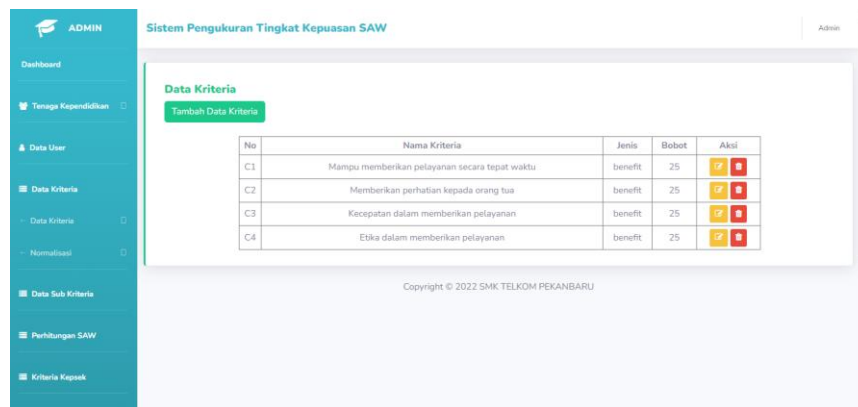 ADMIN
Sistem Pengukuran Tingkat Kepuasan SAW
Admin
Dashboard
Tenaga Kependidikan
Data User
Data Kriteria
Data Kriteria
Normalisasi
Data Sub Kriteria
Perhitungan SAW
Kriteria Kepsek
Data Kriteria
Tambah Data Kriteria
No Nama Kriteria Jenis Bobot Aksi
C1 Mampu memberikan pelayanan secara tepat waktu benefit 25
C2 Memberikan perhatian kepada orang tua benefit 25
C3 Kecepatan dalam memberikan pelayanan benefit 25
C4 Etika dalam memberikan pelayanan benefit 25
Copyright © 2022 SMK TELKOM PEKANBARU